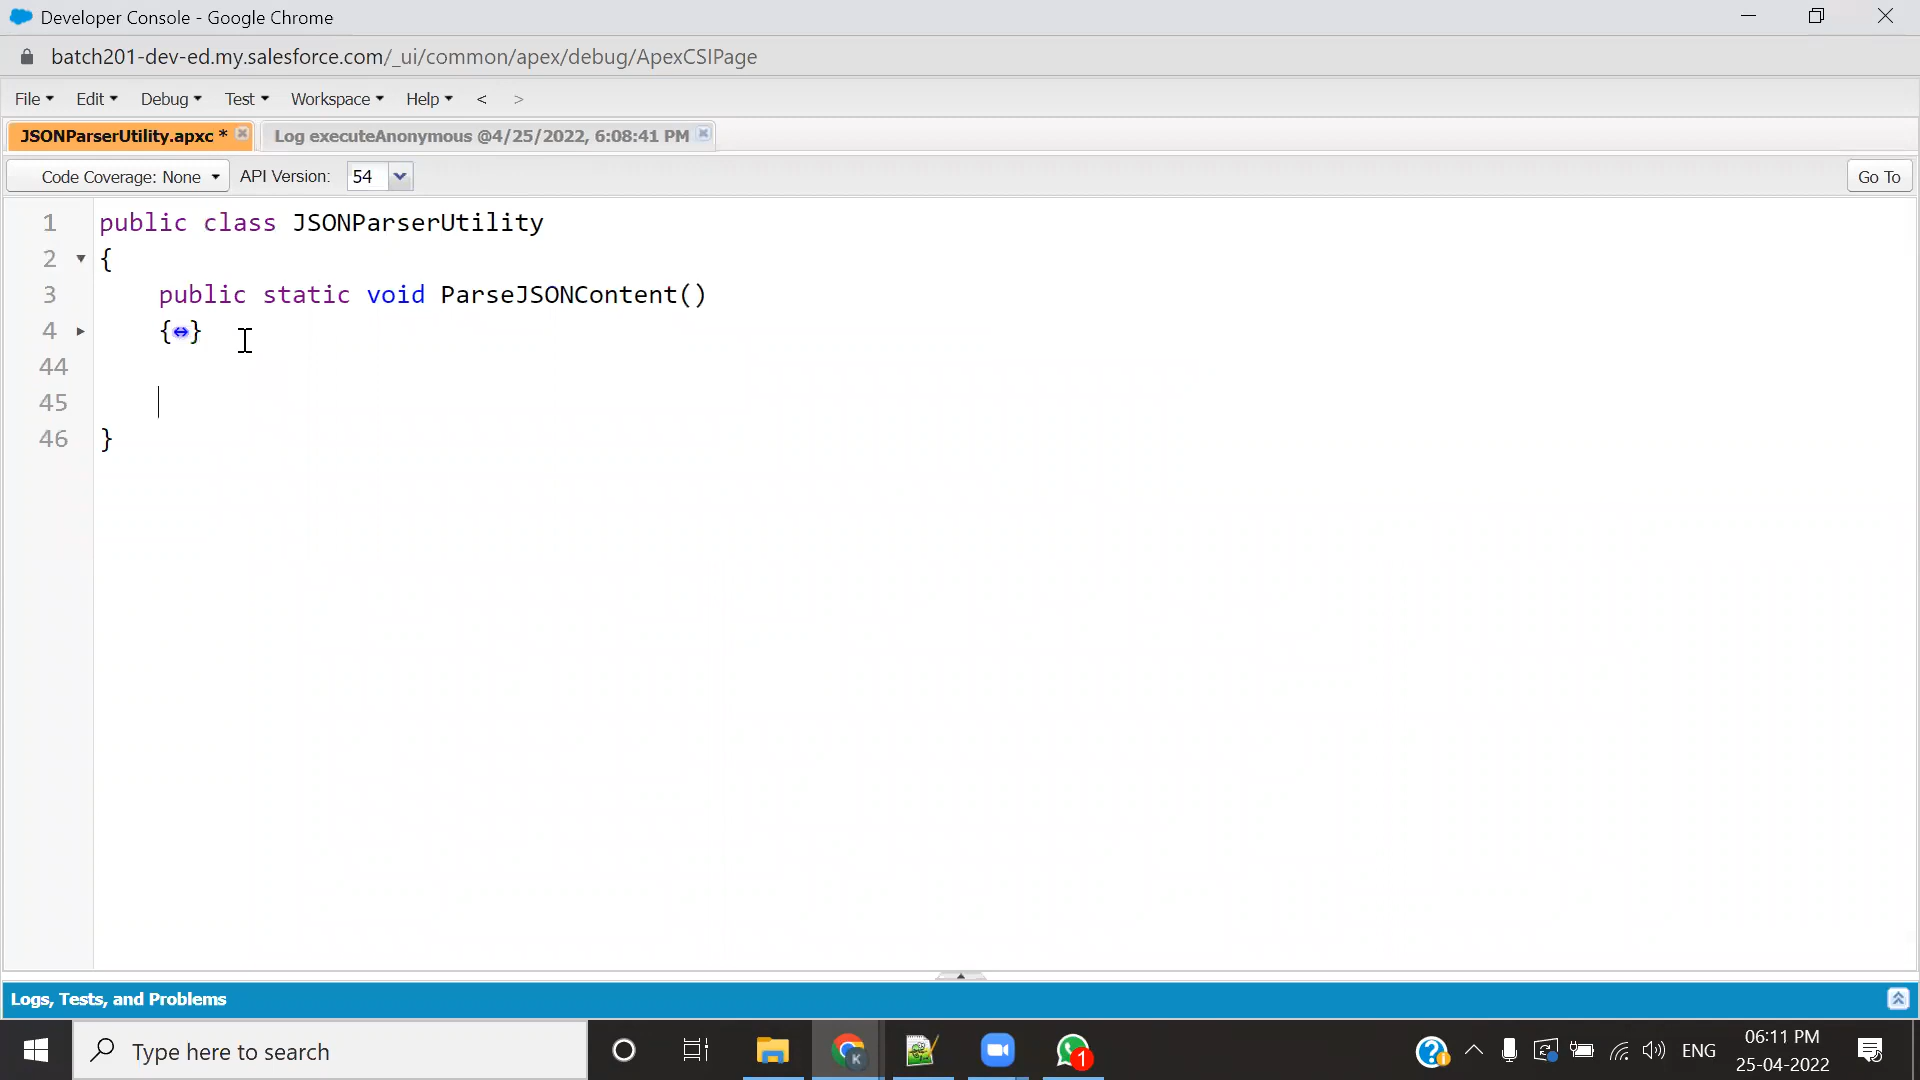 Developer Console - Google Chrome
batch201-dev-ed.my.salesforce.com/_ui/common/apex/debug/ApexCSIPage
File Edit Debug Test Workspace Help < >
JSONParserUtility.apxc * Log executeAnonymous @4/25/2022, 6:08:41 PM
Code Coverage: None API Version: 54 Go To
1 public class JSONParserUtility
2 {
3 public static void ParseJSONContent()
4 {↔}
44
45
46 }
Logs, Tests, and Problems
Type here to search K 1 ENG 06:11 PM
25-04-2022